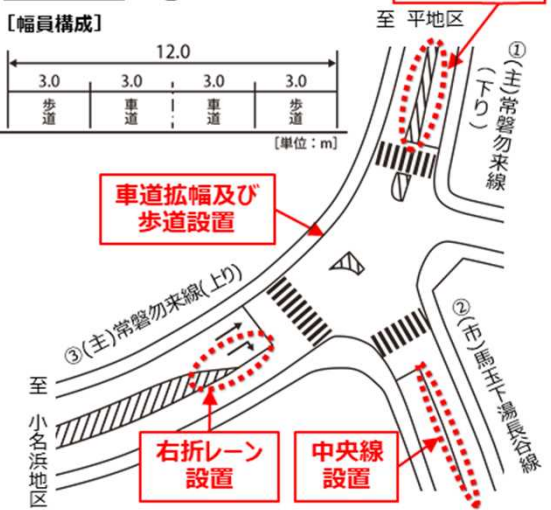 ［幅員構成］
12.0
3.0 3.0 3.0 3.0
歩道 車道 車道 歩道
［単位：m］
至 平地区
①(主)常磐勿来線
(下り)
車道拡幅及び
歩道設置
③(主)常磐勿来線(上り)
②(市)馬玉下湯長谷線
至 小名浜地区
右折レーン
設置
中央線
設置